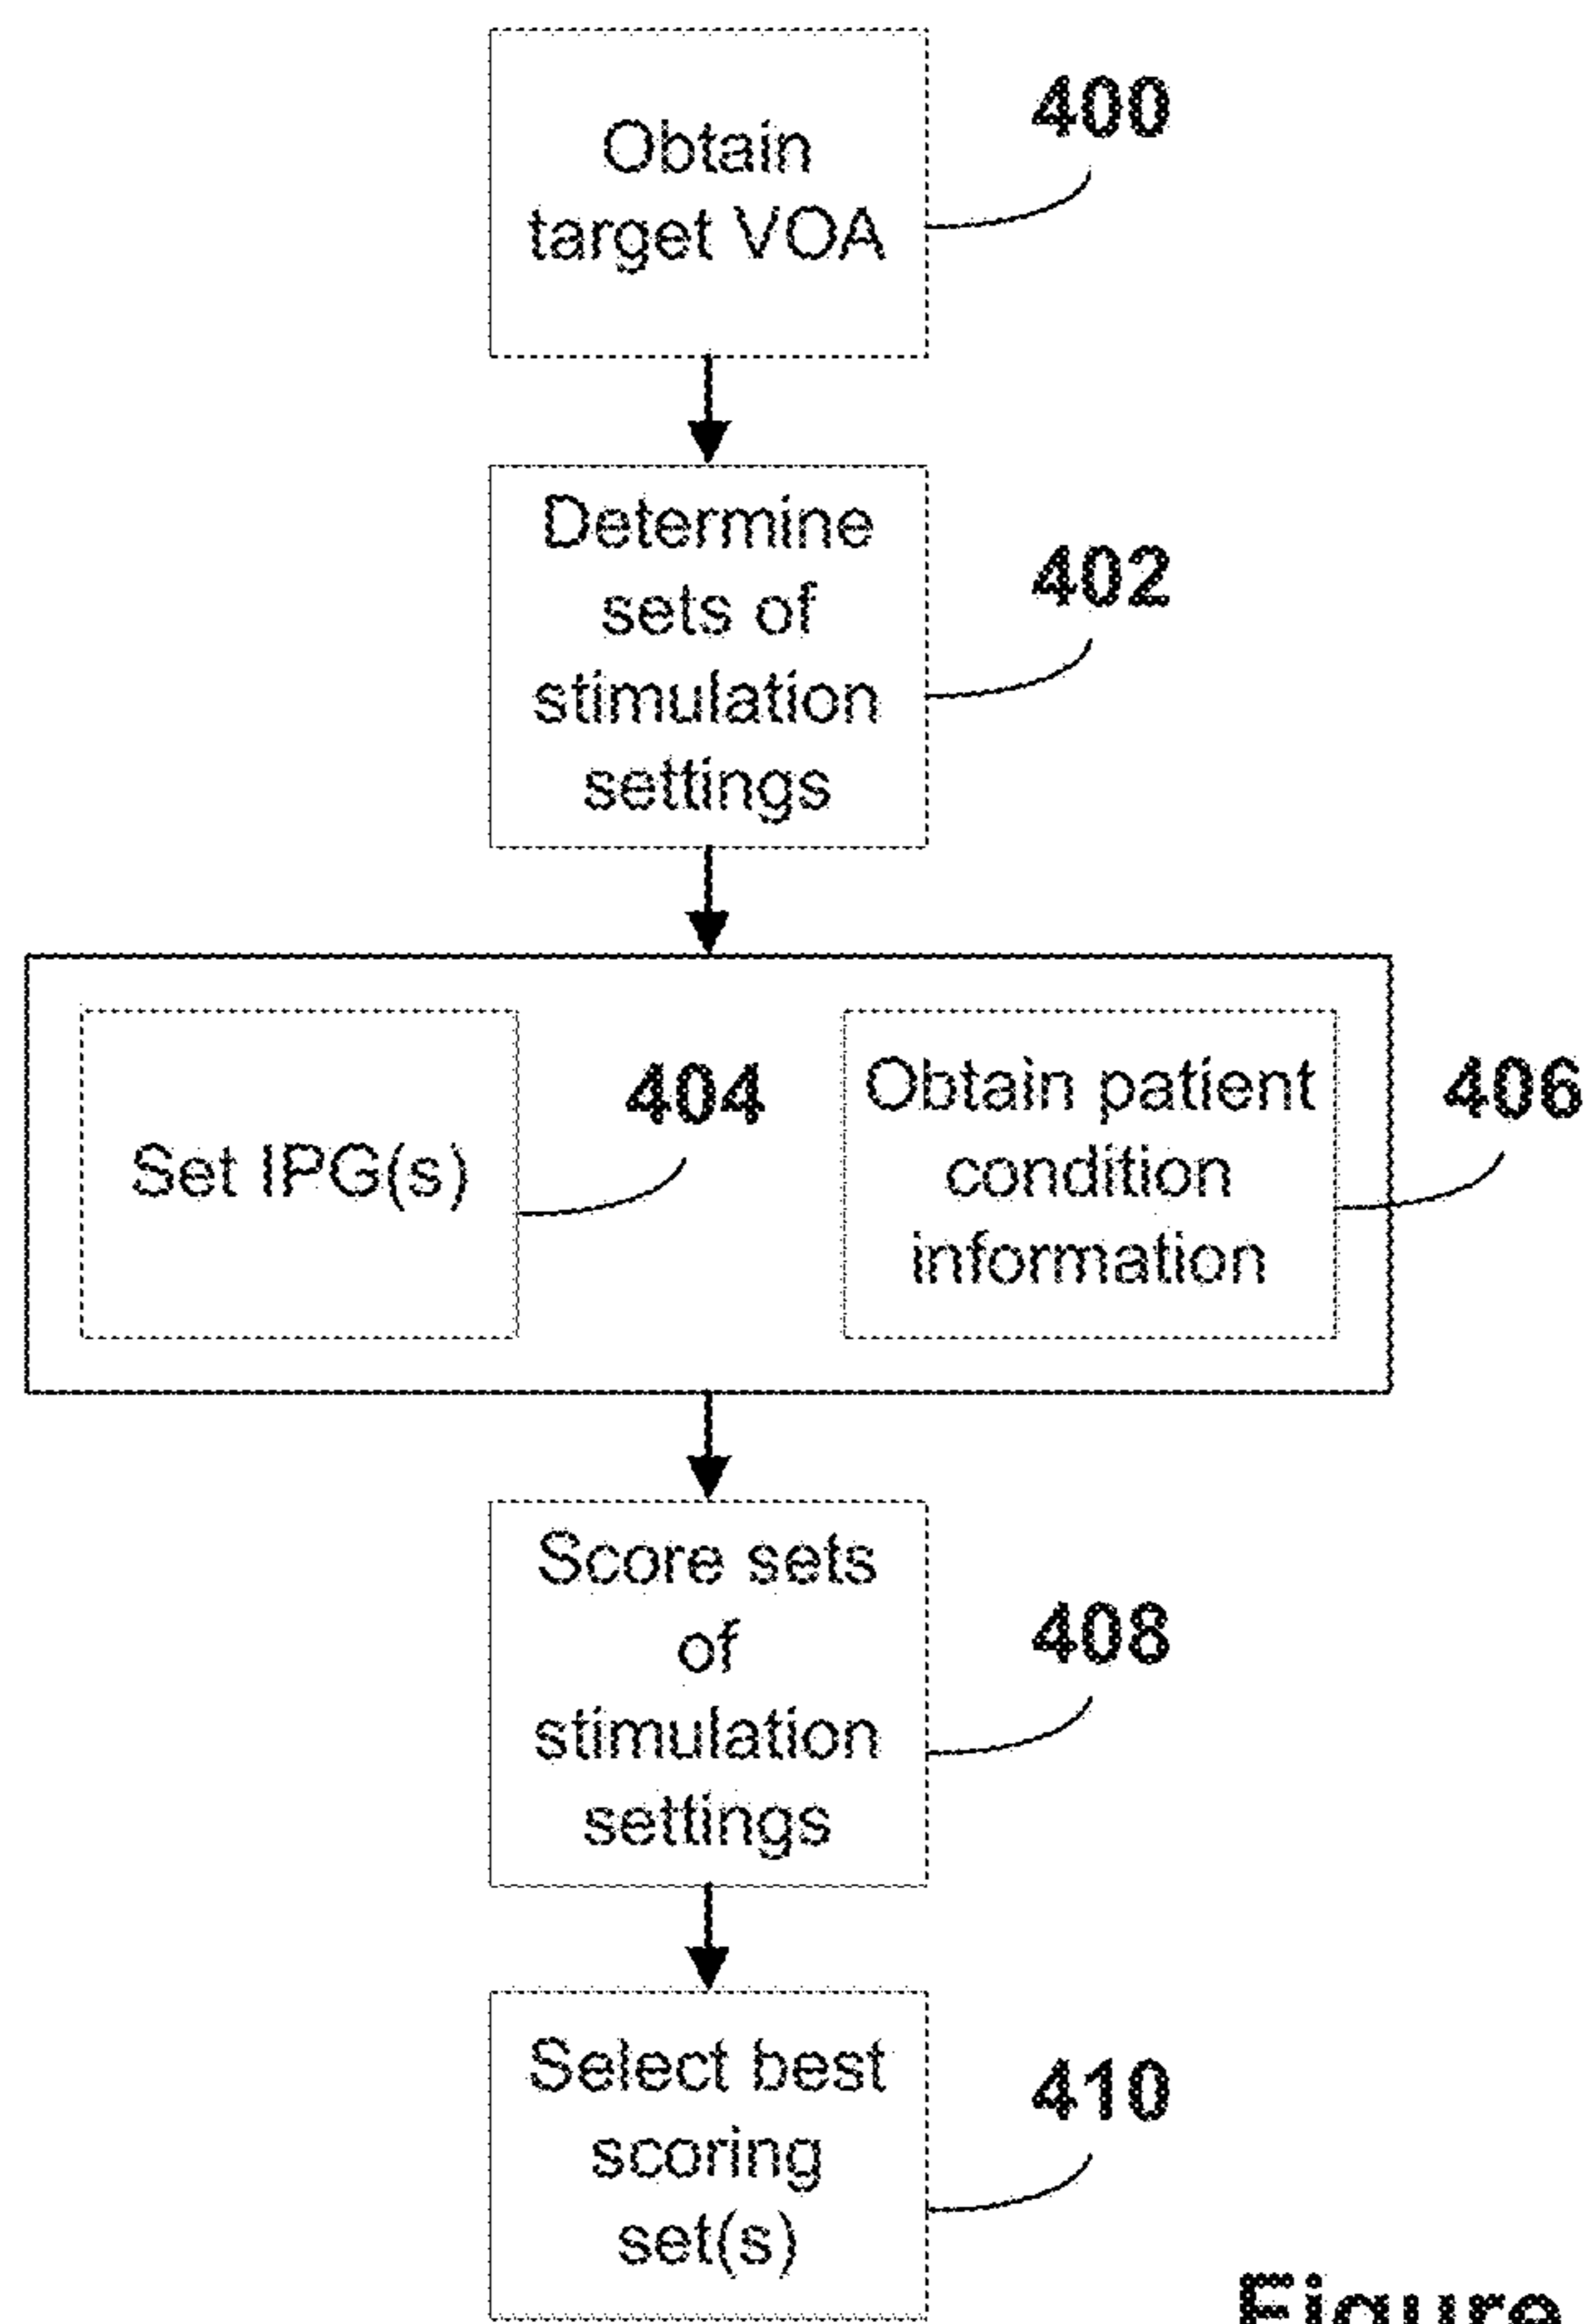 Obtain
target VOA
400
Determine
sets of
stimulation
settings
402
Set IPG(s)
404
Obtain patient
condition
information
406
Score sets
of
stimulation
settings
408
Select best
scoring
set(s)
410
Figure